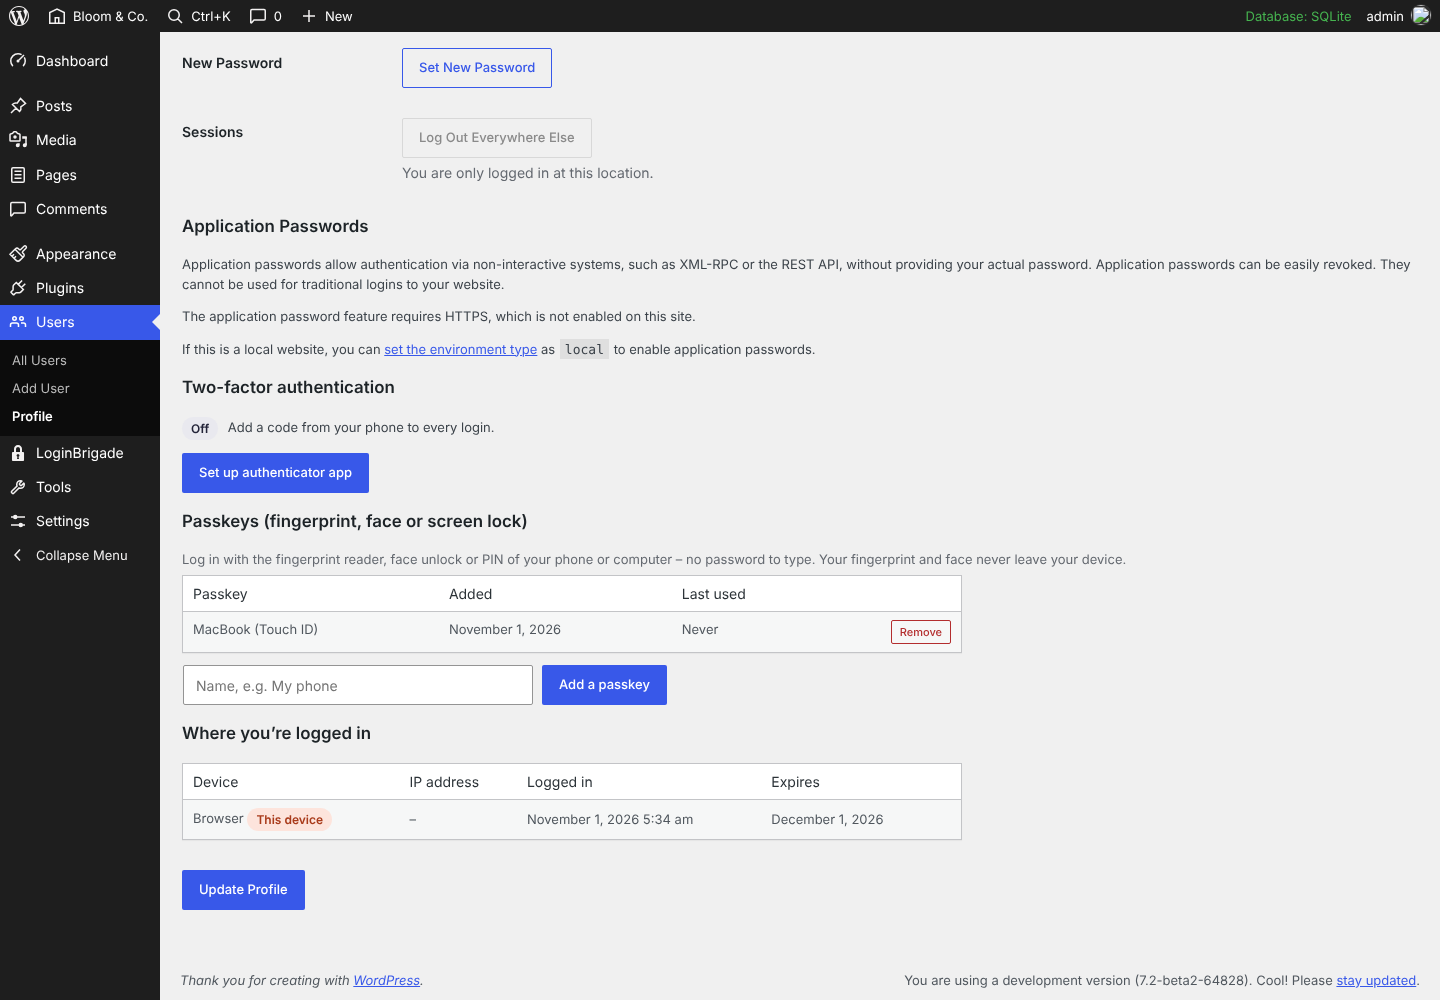 Bloom & Co.
Ctrl+K
0
New
Database: SQLite
admin
Dashboard
Posts
Media
Pages
Comments
Appearance
Plugins
Users
All Users
Add User
Profile
LoginBrigade
Tools
Settings
Collapse Menu
New Password
Set New Password
Sessions
Log Out Everywhere Else
You are only logged in at this location.
Application Passwords
Application passwords allow authentication via non-interactive systems, such as XML-RPC or the REST API, without providing your actual password. Application passwords can be easily revoked. They
cannot be used for traditional logins to your website.
The application password feature requires HTTPS, which is not enabled on this site.
If this is a local website, you can set the environment type as local to enable application passwords.
Two-factor authentication
Off Add a code from your phone to every login.
Set up authenticator app
Passkeys (fingerprint, face or screen lock)
Log in with the fingerprint reader, face unlock or PIN of your phone or computer – no password to type. Your fingerprint and face never leave your device.
Passkey Added Last used
MacBook (Touch ID) November 1, 2026 Never Remove
Name, e.g. My phone Add a passkey
Where you’re logged in
Device IP address Logged in Expires
Browser This device – November 1, 2026 5:34 am December 1, 2026
Update Profile
Thank you for creating with WordPress.
You are using a development version (7.2-beta2-64828). Cool! Please stay updated.